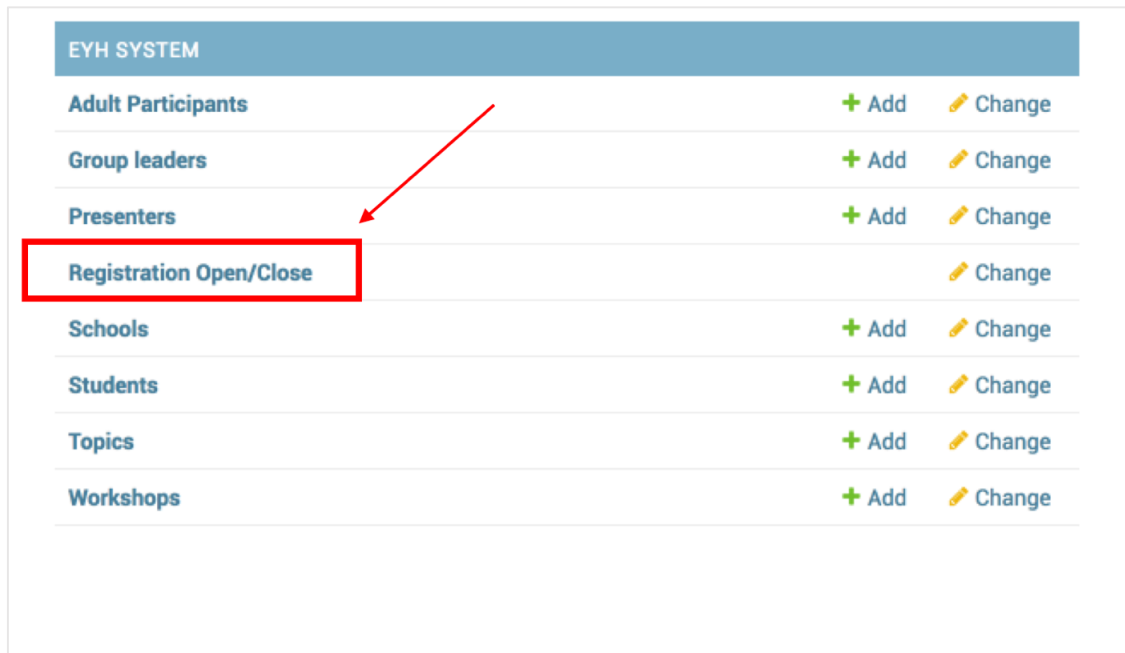 EYH SYSTEM
Adult Participants Add Change
Group leaders Add Change
Presenters Add Change
Registration Open/Close Change
Schools Add Change
Students Add Change
Topics Add Change
Workshops Add Change